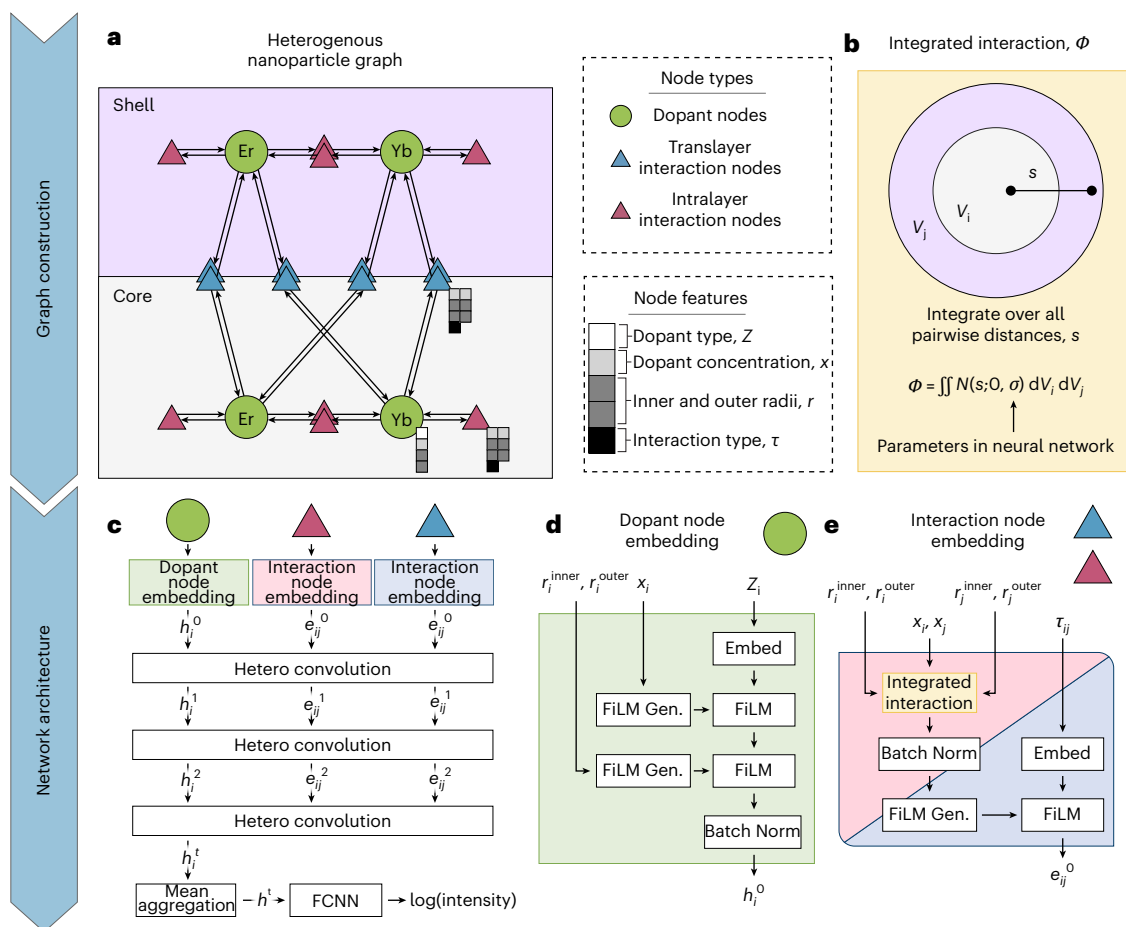 Graph construction
Network architecture
a
Heterogenous
nanoparticle graph
Shell
Er
Yb
Core
Er
Yb
Node types
Dopant nodes
Translayer
interaction nodes
Intralayer
interaction nodes
Node features
Dopant type, Z
Dopant concentration, x
Inner and outer radii, r
Interaction type, τ
b
Integrated interaction, Φ
s
V_i
V_j
Integrate over all
pairwise distances, s
Φ = ∫∫ N(s;0, σ) dV_i dV_j
Parameters in neural network
c
Dopant
node
embedding
Interaction
node
embedding
Interaction
node
embedding
h_i^0
e_ij^0
e_ij^0
Hetero convolution
h_i^1
e_ij^1
e_ij^1
Hetero convolution
h_i^2
e_ij^2
e_ij^2
Hetero convolution
h_i^t
Mean
aggregation
h^t
FCNN
log(intensity)
d
Dopant node
embedding
r_i^inner, r_i^outer
x_i
Z_i
Embed
FiLM Gen.
FiLM
FiLM Gen.
FiLM
Batch Norm
h_i^0
e
Interaction node
embedding
r_i^inner, r_i^outer
r_j^inner, r_j^outer
x_i, x_j
τ_ij
Integrated
interaction
Batch Norm
Embed
FiLM Gen.
FiLM
e_ij^0